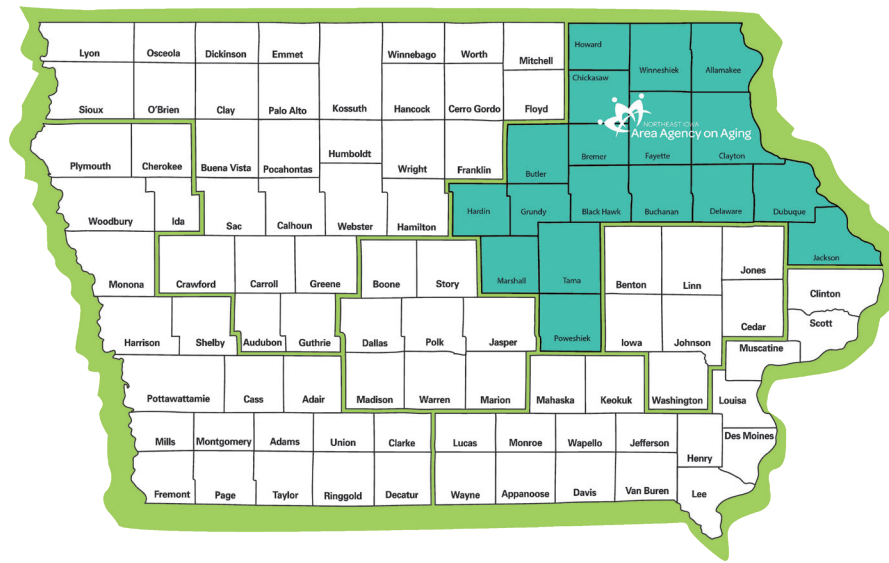 Lyon
Osceola
Dickinson
Emmet
Winnebago
Worth
Mitchell
Howard
Winneshiek
Allamakee
Chickasaw
Sioux
O'Brien
Clay
Palo Alto
Kossuth
Hancock
Cerro Gordo
Floyd
NORTHEAST IOWA
Area Agency on Aging
Plymouth
Cherokee
Buena Vista
Pocahontas
Humboldt
Wright
Franklin
Butler
Bremer
Fayette
Clayton
Woodbury
Ida
Sac
Calhoun
Webster
Hamilton
Hardin
Grundy
Black Hawk
Buchanan
Delaware
Dubuque
Jackson
Monona
Crawford
Carroll
Greene
Boone
Story
Marshall
Tama
Benton
Linn
Jones
Clinton
Harrison
Shelby
Audubon
Guthrie
Dallas
Polk
Jasper
Poweshiek
Iowa
Johnson
Cedar
Scott
Muscatine
Pottawattamie
Cass
Adair
Madison
Warren
Marion
Mahaska
Keokuk
Washington
Louisa
Mills
Montgomery
Adams
Union
Clarke
Lucas
Monroe
Wapello
Jefferson
Henry
Des Moines
Fremont
Page
Taylor
Ringgold
Decatur
Wayne
Appanoose
Davis
Van Buren
Lee